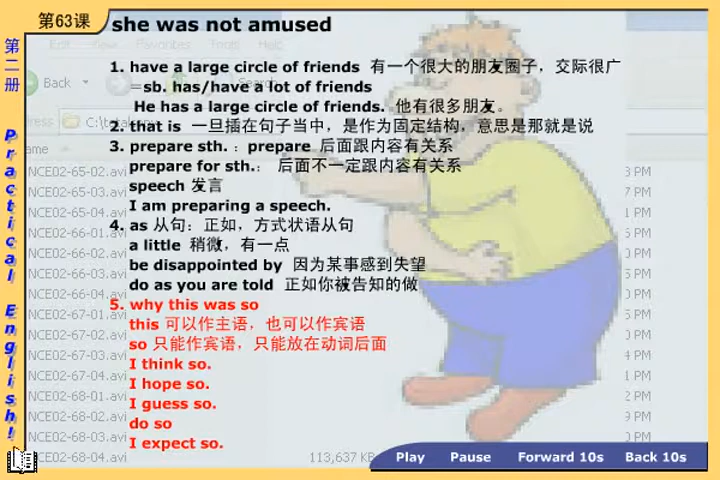 第63课
she was not amused
第二册
Practical English!
1. have a large circle of friends 有一个很大的朋友圈子，交际很广
=sb. has/have a lot of friends
He has a large circle of friends. 他有很多朋友。
2. that is 一旦插在句子当中，是作为固定结构，意思是那就是说
3. prepare sth. : prepare 后面跟内容有关系
prepare for sth.: 后面不一定跟内容有关系
speech 发言
I am preparing a speech.
4. as 从句：正如，方式状语从句
a little 稍微，有一点
be disappointed by 因为某事感到失望
do as you are told 正如你被告知的做
5. why this was so
this 可以作主语，也可以作宾语
so 只能作宾语，只能放在动词后面
I think so.
I hope so.
I guess so.
do so
I expect so.
Edit View Favorites Tools Help
Back Search
C:\
NCE02-65-02.avi
NCE02-65-03.avi
NCE02-65-04.avi
NCE02-66-02.avi
NCE02-66-03.avi
NCE02-66-04.avi
NCE02-67-01.avi
NCE02-67-02.avi
NCE02-67-03.avi
NCE02-67-04.avi
NCE02-68-01.avi
NCE02-68-02.avi
NCE02-68-03.avi
NCE02-68-04.avi 113,637 KB
Play Pause Forward 10s Back 10s